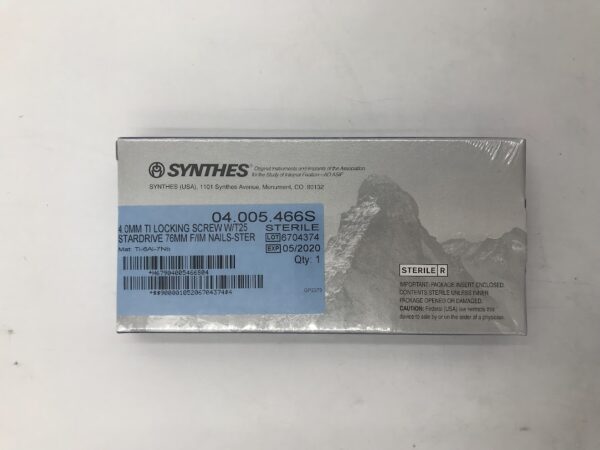 SYNTHES® Original Instruments and Implants of the Association
for the Study of Internal Fixation—AO ASIF
SYNTHES (USA), 1101 Synthes Avenue, Monument, CO 80132
04.005.466S
4.0MM TI LOCKING SCREW W/T25
STERILE
STARDRIVE 76MM F/IM NAILS-STER
LOT 6704374
Mat: Ti-6Al-7Nb
EXP 05/2020
Qty: 1
*H67904005466S04
*$$90000105206704374$4
STERILE R
IMPORTANT: PACKAGE INSERT ENCLOSED.
CONTENTS STERILE UNLESS INNER
PACKAGE OPENED OR DAMAGED.
CAUTION: Federal (USA) law restricts this
device to sale by or on the order of a physician.